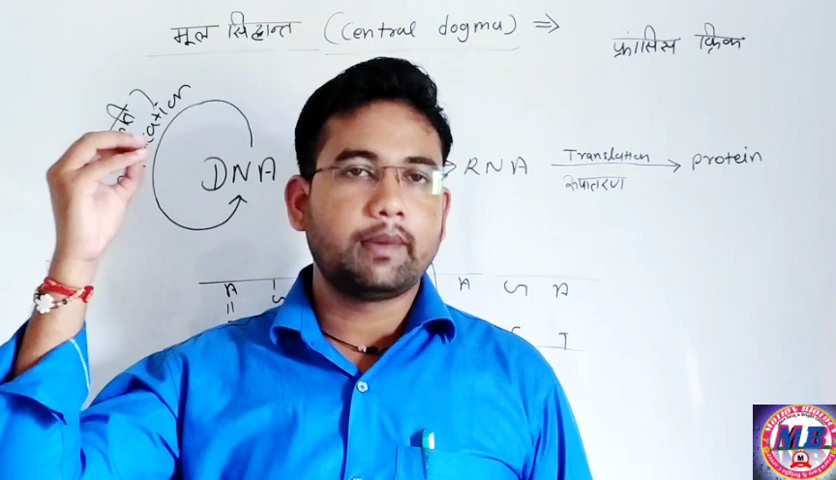 मूल सिद्धान्त (Central dogma) ⇒
फ्रांसिस क्रिक
DNA
RNA Translation → protein
रूपातरण
A
A G A
T
M.B